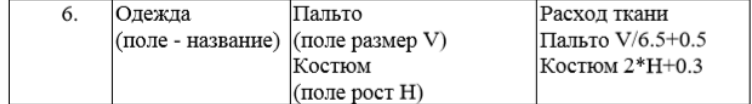 6. Одежда Пальто Расход ткани
(поле - название) (поле размер V) Пальто V/6.5+0.5
Костюм Костюм 2*H+0.3
(поле рост H)